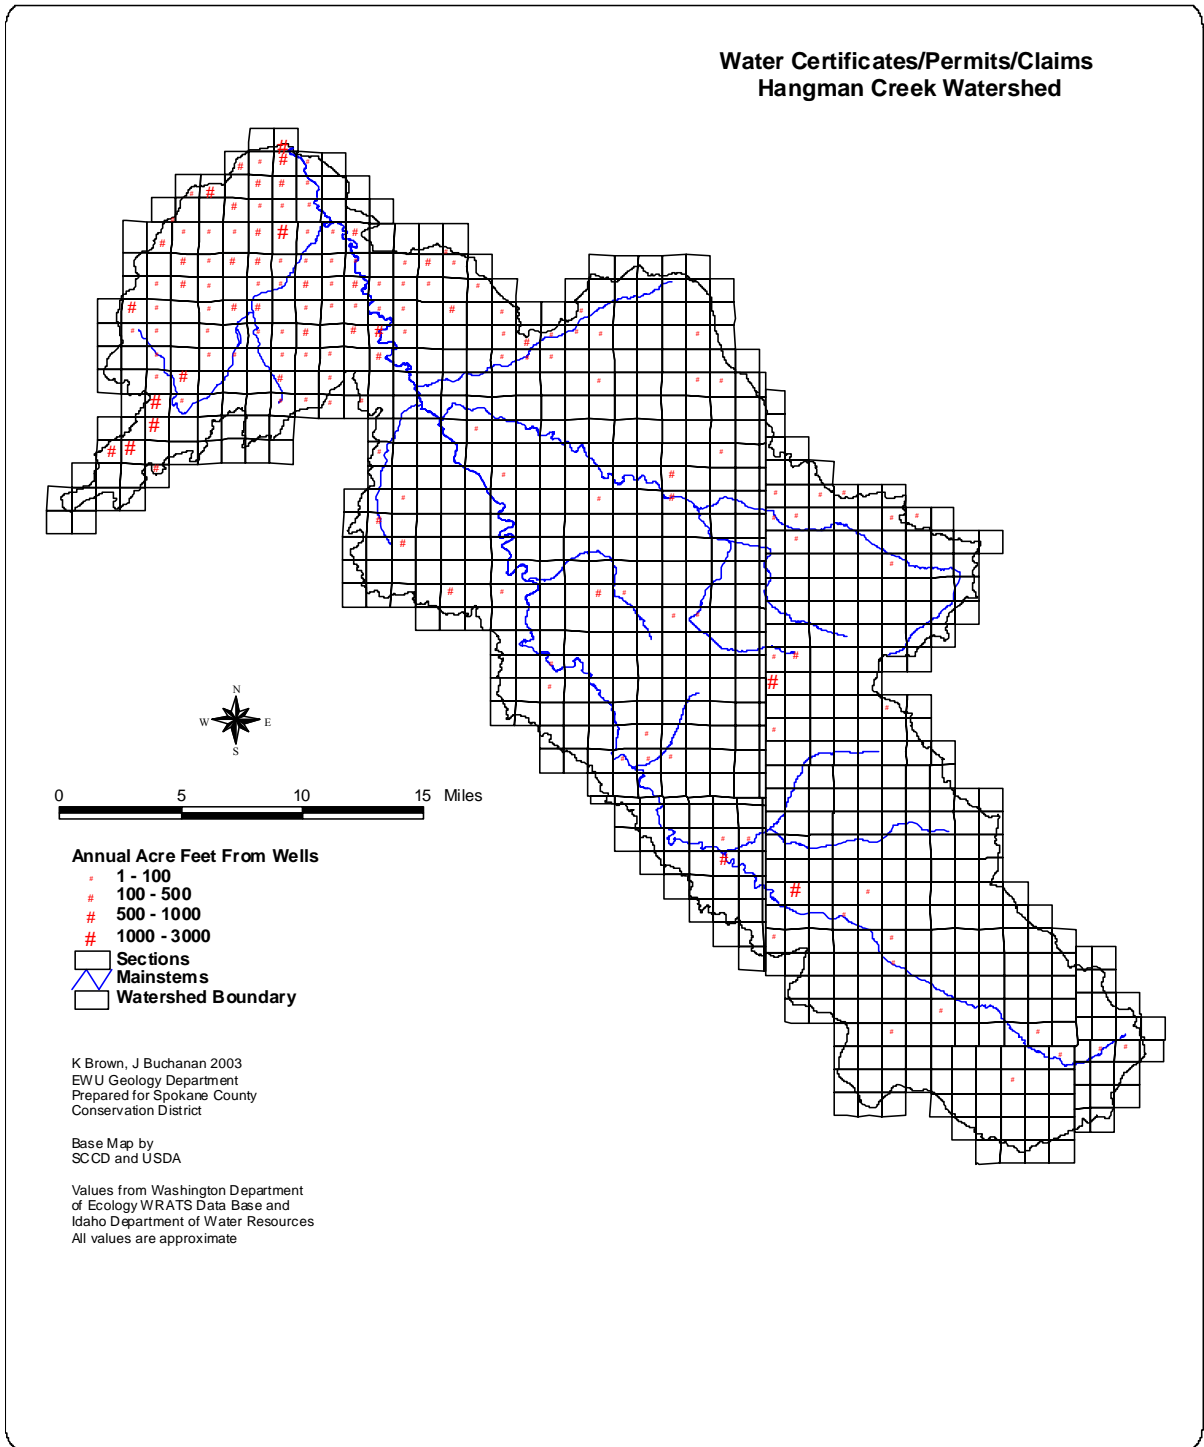 Water Certificates/Permits/Claims
Hangman Creek Watershed
N
W
E
S
0 5 10 15 Miles
Annual Acre Feet From Wells
# 1 - 100
# 100 - 500
# 500 - 1000
# 1000 - 3000
Sections
Mainstems
Watershed Boundary
K Brown, J Buchanan 2003
EWU Geology Department
Prepared for Spokane County
Conservation District
Base Map by
SCCD and USDA
Values from Washington Department
of Ecology WRATS Data Base and
Idaho Department of Water Resources
All values are approximate